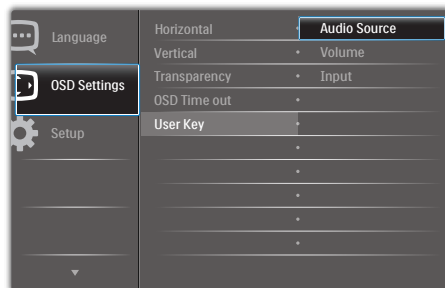 Language
OSD Settings
Setup
Horizontal
Vertical
Transparency
OSD Time out
User Key
Audio Source
Volume
Input